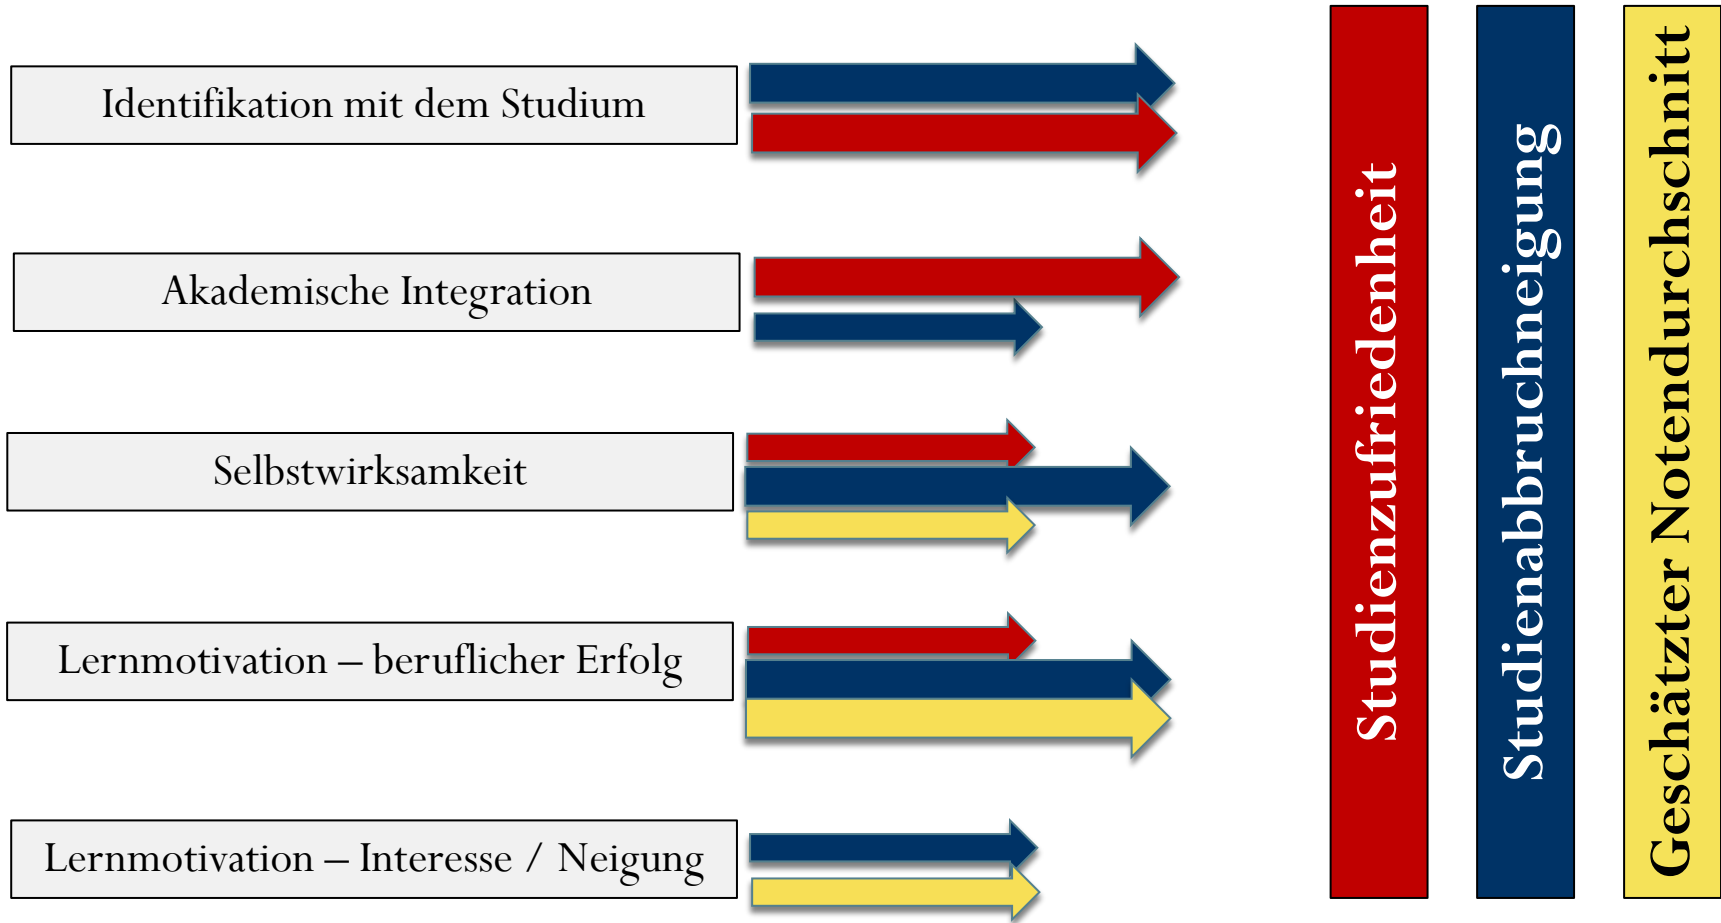 Identifikation mit dem Studium
Akademische Integration
Selbstwirksamkeit
Lernmotivation – beruflicher Erfolg
Lernmotivation – Interesse / Neigung
Studienzufriedenheit
Studienabbruchneigung
Geschätzter Notendurchschnitt